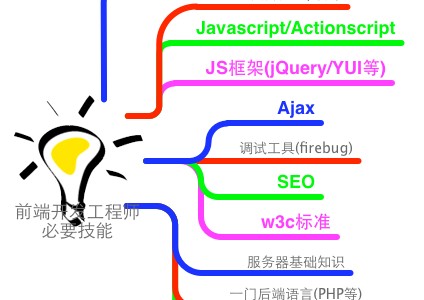 Javascript/Actionscript
JS框架(jQuery/YUI等)
Ajax
调试工具(firebug)
SEO
前端开发工程师
必要技能
w3c标准
服务器基础知识
一门后端语言(PHP等)